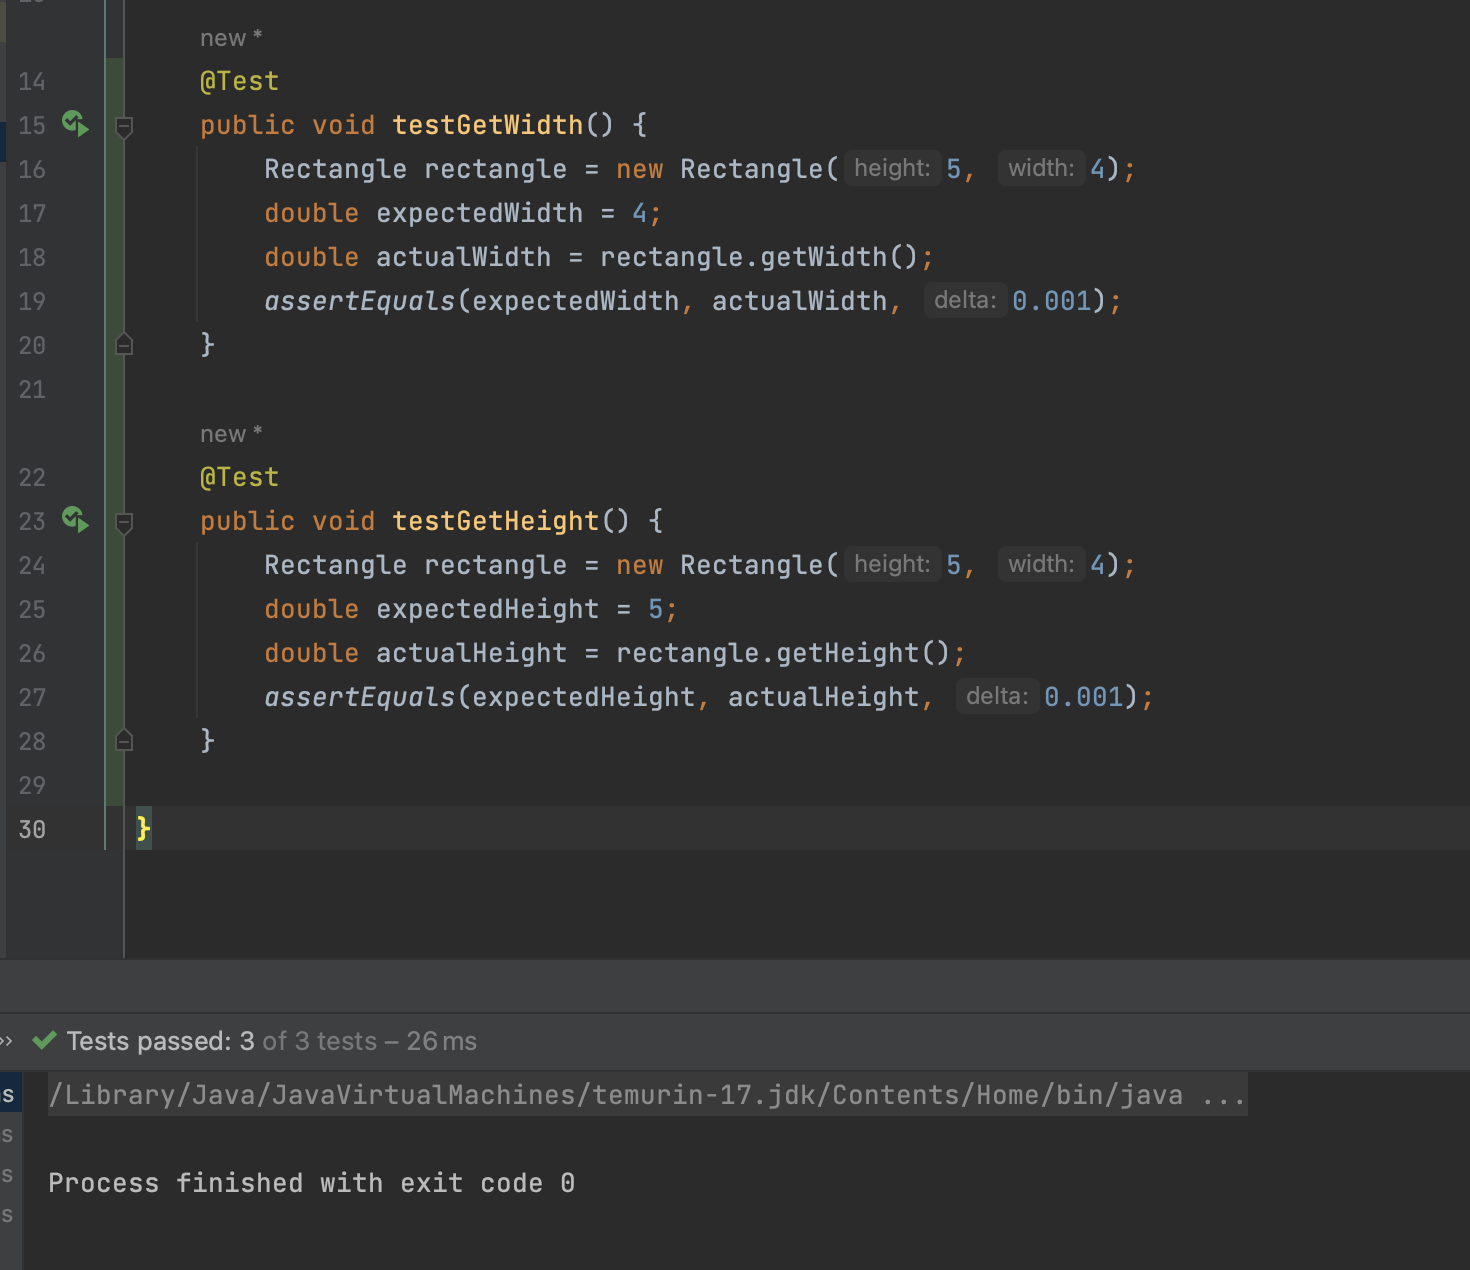 new *
14 @Test
15 public void testGetWidth() {
16 Rectangle rectangle = new Rectangle( height: 5, width: 4);
17 double expectedWidth = 4;
18 double actualWidth = rectangle.getWidth();
19 assertEquals(expectedWidth, actualWidth, delta: 0.001);
20 }
21
new *
22 @Test
23 public void testGetHeight() {
24 Rectangle rectangle = new Rectangle( height: 5, width: 4);
25 double expectedHeight = 5;
26 double actualHeight = rectangle.getHeight();
27 assertEquals(expectedHeight, actualHeight, delta: 0.001);
28 }
29
30 }
Tests passed: 3 of 3 tests – 26 ms
/Library/Java/JavaVirtualMachines/temurin-17.jdk/Contents/Home/bin/java ...
Process finished with exit code 0